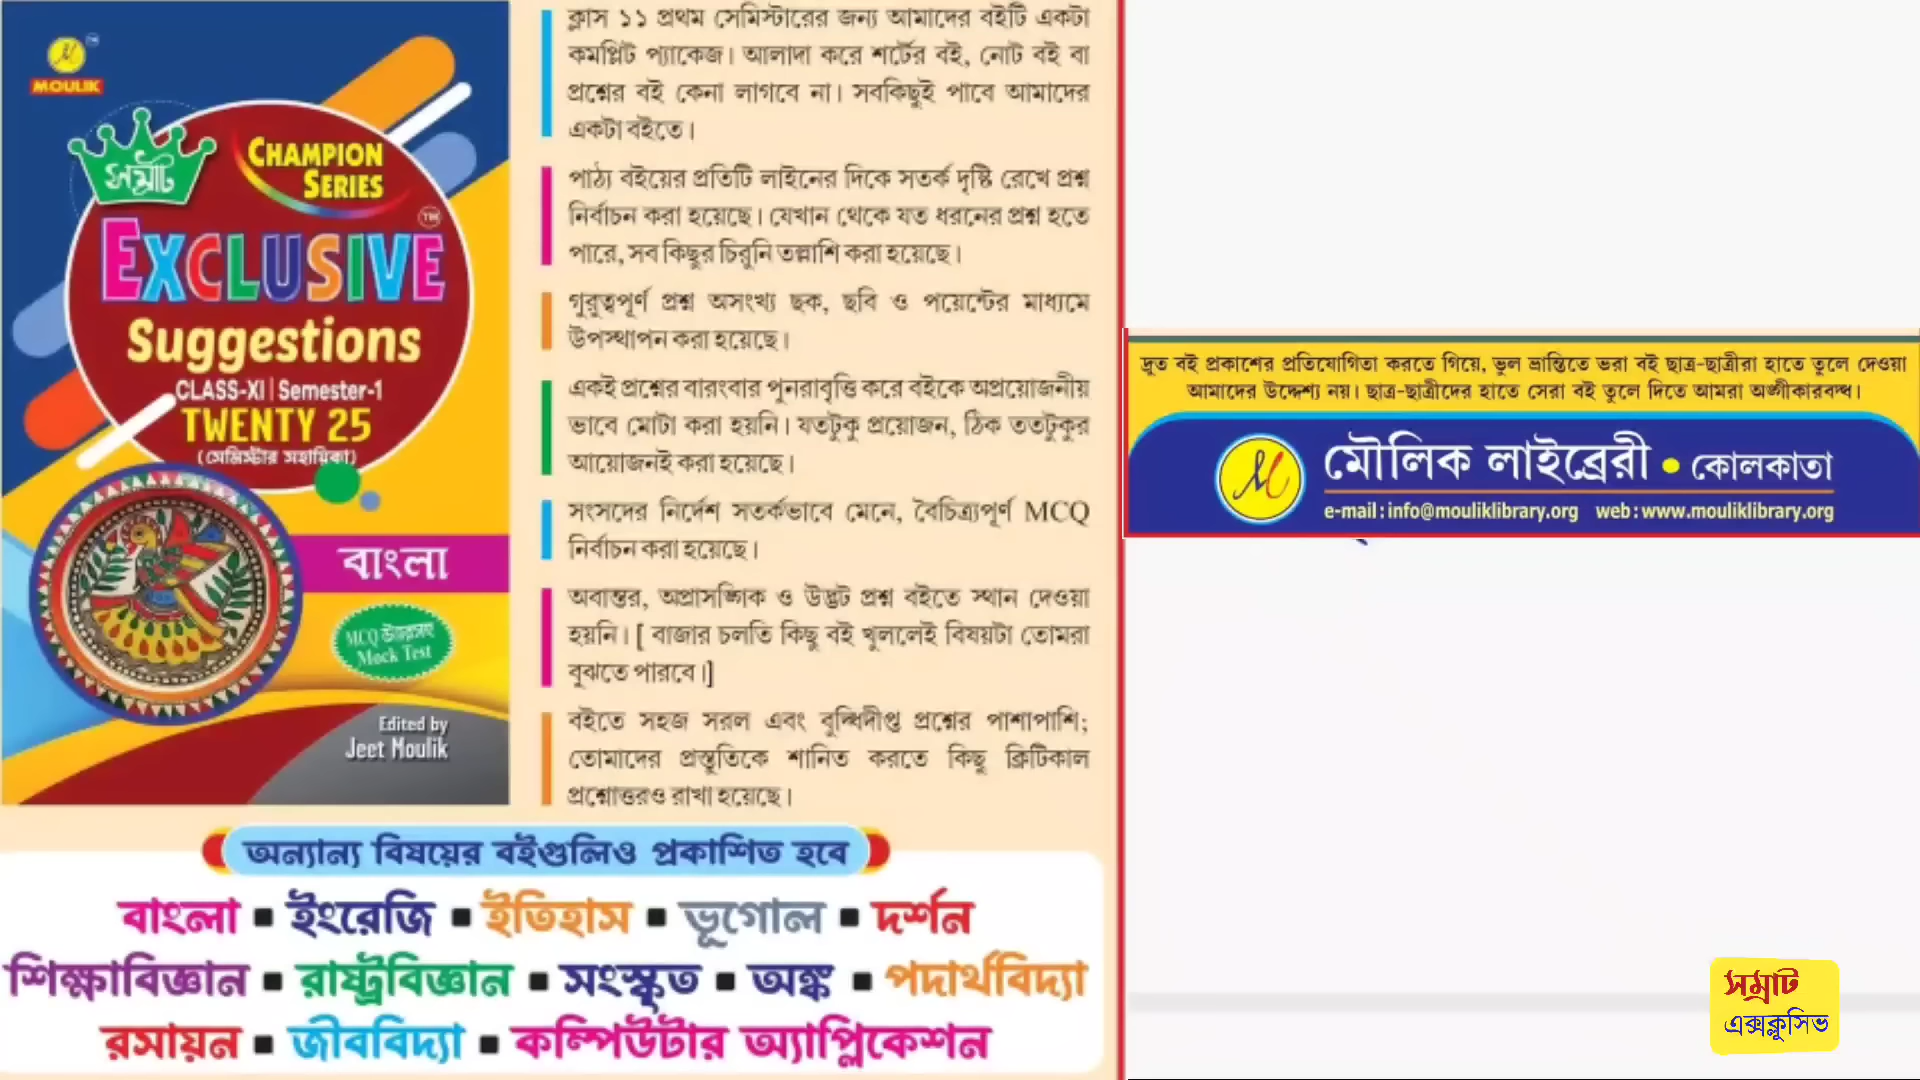 MOULIK
সম্রাট
CHAMPION
SERIES
EXCLUSIVE
TM
Suggestions
CLASS-XI | Semester-1
TWENTY 25
(সেমিস্টার সহায়িকা)
বাংলা
MCQ উত্তরসহ
Mock Test
Edited by
Jeet Moulik
ক্লাস ১১ প্রথম সেমিস্টারের জন্য আমাদের বইটি একটা
কমপ্লিট প্যাকেজ। আলাদা করে শর্টের বই, নোট বই বা
প্রশ্নের বই কেনা লাগবে না। সবকিছুই পাবে আমাদের
একটা বইতে।
পাঠ্য বইয়ের প্রতিটি লাইনের দিকে সতর্ক দৃষ্টি রেখে প্রশ্ন
নির্বাচন করা হয়েছে। যেখান থেকে যত ধরনের প্রশ্ন হতে
পারে, সব কিছুর চিরুনি তল্লাশি করা হয়েছে।
গুরুত্বপূর্ণ প্রশ্ন অসংখ্য ছক, ছবি ও পয়েন্টের মাধ্যমে
উপস্থাপন করা হয়েছে।
একই প্রশ্নের বারংবার পুনরাবৃত্তি করে বইকে অপ্রয়োজনীয়
ভাবে মোটা করা হয়নি। যতটুকু প্রয়োজন, ঠিক ততটুকুর
আয়োজনই করা হয়েছে।
সংসদের নির্দেশ সতর্কভাবে মেনে, বৈচিত্র্যপূর্ণ MCQ
নির্বাচন করা হয়েছে।
অবান্তর, অপ্রাসঙ্গিক ও উদ্ভট প্রশ্ন বইতে স্থান দেওয়া
হয়নি। [ বাজার চলতি কিছু বই খুললেই বিষয়টা তোমরা
বুঝতে পারবে।]
বইতে সহজ সরল এবং বুদ্ধিদীপ্ত প্রশ্নের পাশাপাশি;
তোমাদের প্রস্তুতিকে শানিত করতে কিছু ক্রিটিকাল
প্রশ্নোত্তরও রাখা হয়েছে।
অন্যান্য বিষয়ের বইগুলিও প্রকাশিত হবে
বাংলা ▪ ইংরেজি ▪ ইতিহাস ▪ ভূগোল ▪ দর্শন
শিক্ষাবিজ্ঞান ▪ রাষ্ট্রবিজ্ঞান ▪ সংস্কৃত ▪ অঙ্ক ▪ পদার্থবিদ্যা
রসায়ন ▪ জীববিদ্যা ▪ কম্পিউটার অ্যাপ্লিকেশন
দ্রুত বই প্রকাশের প্রতিযোগিতা করতে গিয়ে, ভুল ভ্রান্তিতে ভরা বই ছাত্র-ছাত্রীরা হাতে তুলে দেওয়া
আমাদের উদ্দেশ্য নয়। ছাত্র-ছাত্রীদের হাতে সেরা বই তুলে দিতে আমরা অঙ্গীকারবদ্ধ।
মৌলিক লাইব্রেরী • কোলকাতা
e-mail : info@mouliklibrary.org web : www.mouliklibrary.org
সম্রাট
এক্সক্লুসিভ